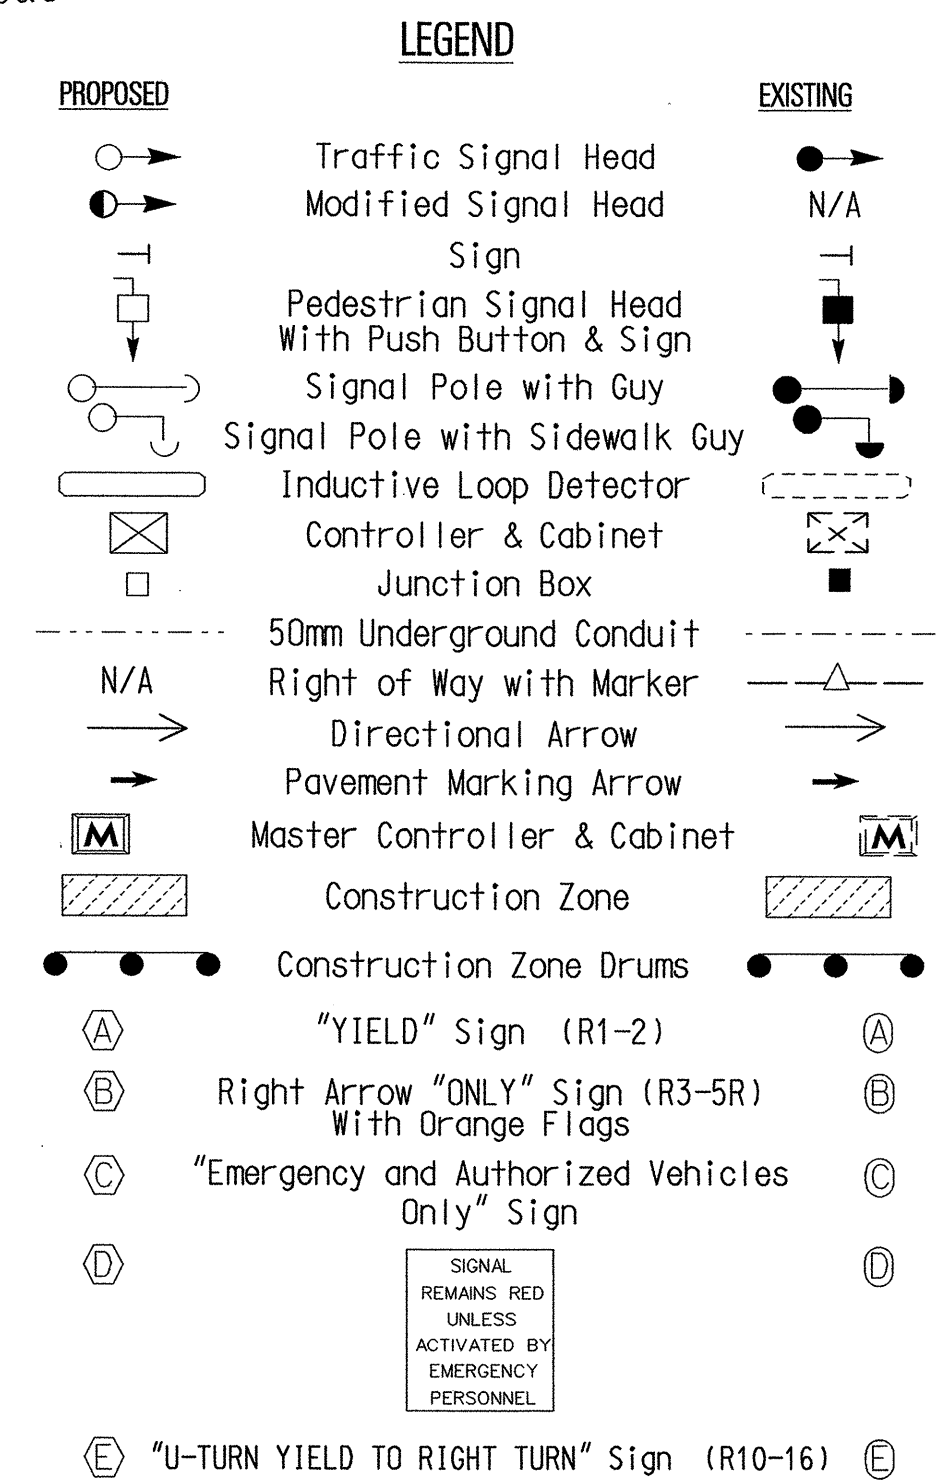 LEGEND
PROPOSED EXISTING
Traffic Signal Head
Modified Signal Head N/A
Sign
Pedestrian Signal Head
With Push Button & Sign
Signal Pole with Guy
Signal Pole with Sidewalk Guy
Inductive Loop Detector
Controller & Cabinet
Junction Box
50mm Underground Conduit
N/A Right of Way with Marker
Directional Arrow
Pavement Marking Arrow
M Master Controller & Cabinet M
Construction Zone
Construction Zone Drums
A "YIELD" Sign (R1-2) A
B Right Arrow "ONLY" Sign (R3-5R) B
With Orange Flags
C "Emergency and Authorized Vehicles C
Only" Sign
D SIGNAL D
REMAINS RED
UNLESS
ACTIVATED BY
EMERGENCY
PERSONNEL
E "U-TURN YIELD TO RIGHT TURN" Sign (R10-16) E